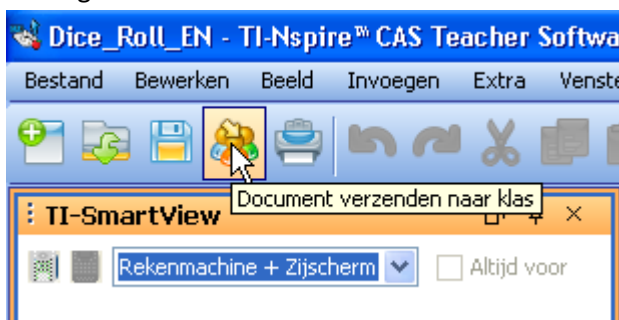 Dice_Roll_EN - TI-Nspire™ CAS Teacher Softwa
Bestand Bewerken Beeld Invoegen Extra Venste
Document verzenden naar klas
TI-SmartView
Rekenmachine + Zijscherm Altijd voor